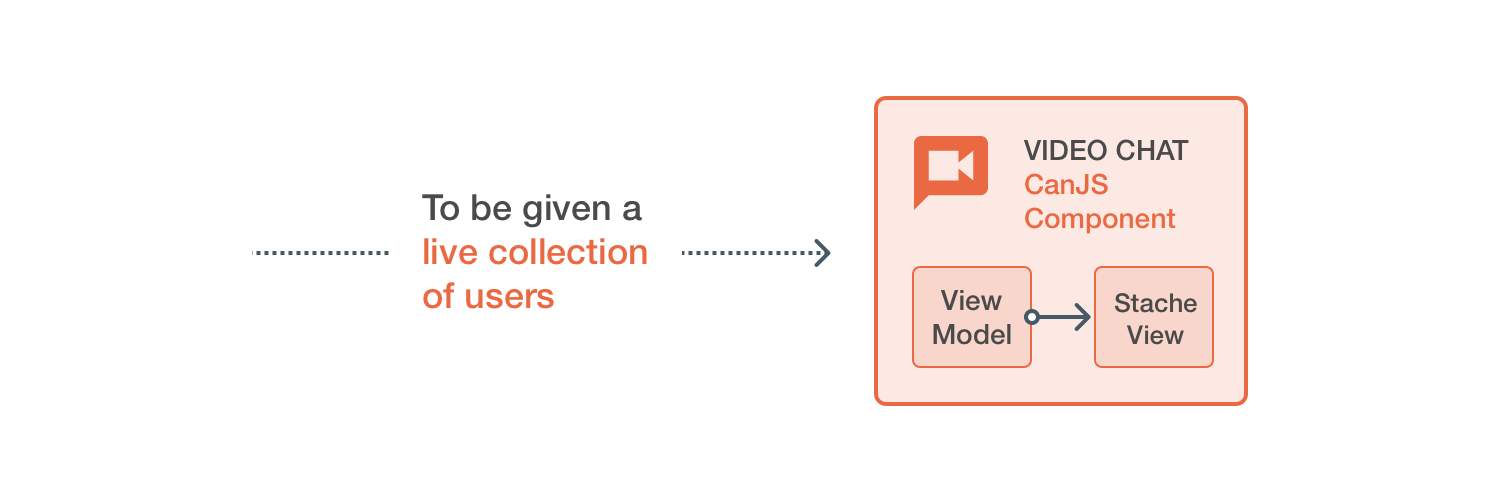 To be given a
live collection
of users
VIDEO CHAT
CanJS
Component
View
Model
Stache
View